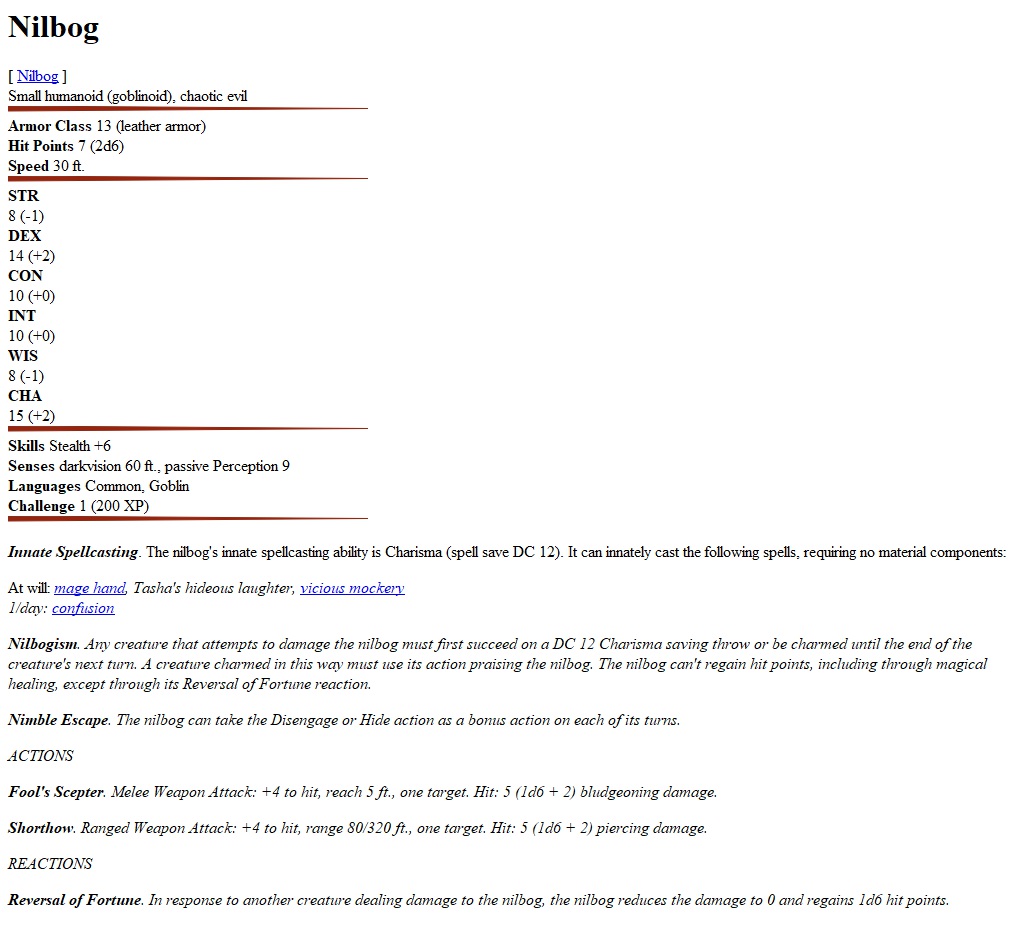 Nilbog
[ Nilbog ]
Small humanoid (goblinoid), chaotic evil
Armor Class 13 (leather armor)
Hit Points 7 (2d6)
Speed 30 ft.
STR
8 (-1)
DEX
14 (+2)
CON
10 (+0)
INT
10 (+0)
WIS
8 (-1)
CHA
15 (+2)
Skills Stealth +6
Senses darkvision 60 ft., passive Perception 9
Languages Common, Goblin
Challenge 1 (200 XP)
Innate Spellcasting. The nilbog's innate spellcasting ability is Charisma (spell save DC 12). It can innately cast the following spells, requiring no material components:
At will: mage hand, Tasha's hideous laughter, vicious mockery
1/day: confusion
Nilbogism. Any creature that attempts to damage the nilbog must first succeed on a DC 12 Charisma saving throw or be charmed until the end of the
creature's next turn. A creature charmed in this way must use its action praising the nilbog. The nilbog can't regain hit points, including through magical
healing, except through its Reversal of Fortune reaction.
Nimble Escape. The nilbog can take the Disengage or Hide action as a bonus action on each of its turns.
ACTIONS
Fool's Scepter. Melee Weapon Attack: +4 to hit, reach 5 ft., one target. Hit: 5 (1d6 + 2) bludgeoning damage.
Shorthow. Ranged Weapon Attack: +4 to hit, range 80/320 ft., one target. Hit: 5 (1d6 + 2) piercing damage.
REACTIONS
Reversal of Fortune. In response to another creature dealing damage to the nilbog, the nilbog reduces the damage to 0 and regains 1d6 hit points.